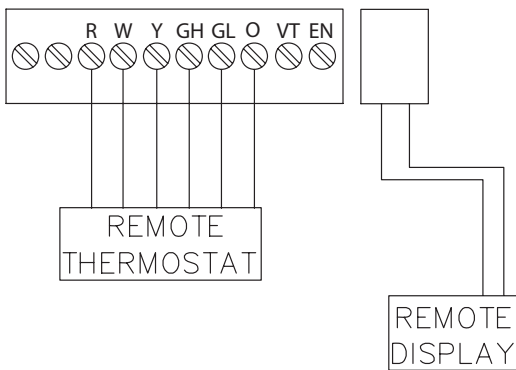 R W Y GH GL O VT EN
REMOTE
THERMOSTAT
REMOTE
DISPLAY